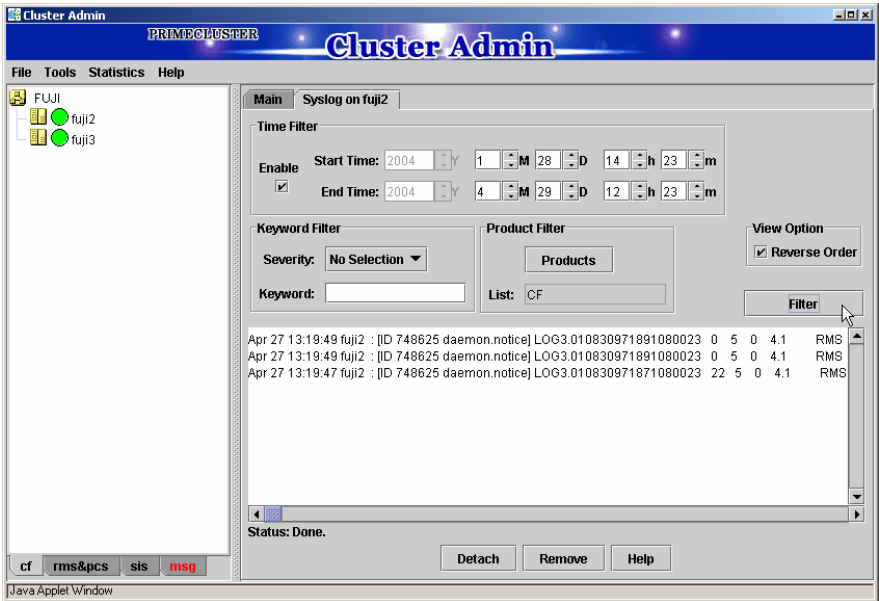 Cluster Admin
PRIMECLUSTER
Cluster Admin
File Tools Statistics Help
FUJI
fuji2
fuji3
Main Syslog on fuji2
Time Filter
Enable
Start Time: 2004 Y 1 M 28 D 14 h 23 m
End Time: 2004 Y 4 M 29 D 12 h 23 m
Keyword Filter
Severity: No Selection
Keyword:
Product Filter
Products
List: CF
View Option
Reverse Order
Filter
Apr 27 13:19:49 fuji2 : [ID 748625 daemon.notice] LOG3.010830971891080023 0 5 0 4.1 RMS
Apr 27 13:19:49 fuji2 : [ID 748625 daemon.notice] LOG3.010830971891080023 0 5 0 4.1 RMS
Apr 27 13:19:47 fuji2 : [ID 748625 daemon.notice] LOG3.010830971871080023 22 5 0 4.1 RMS
Status: Done.
Detach Remove Help
cf rms&pcs sis msg
Java Applet Window